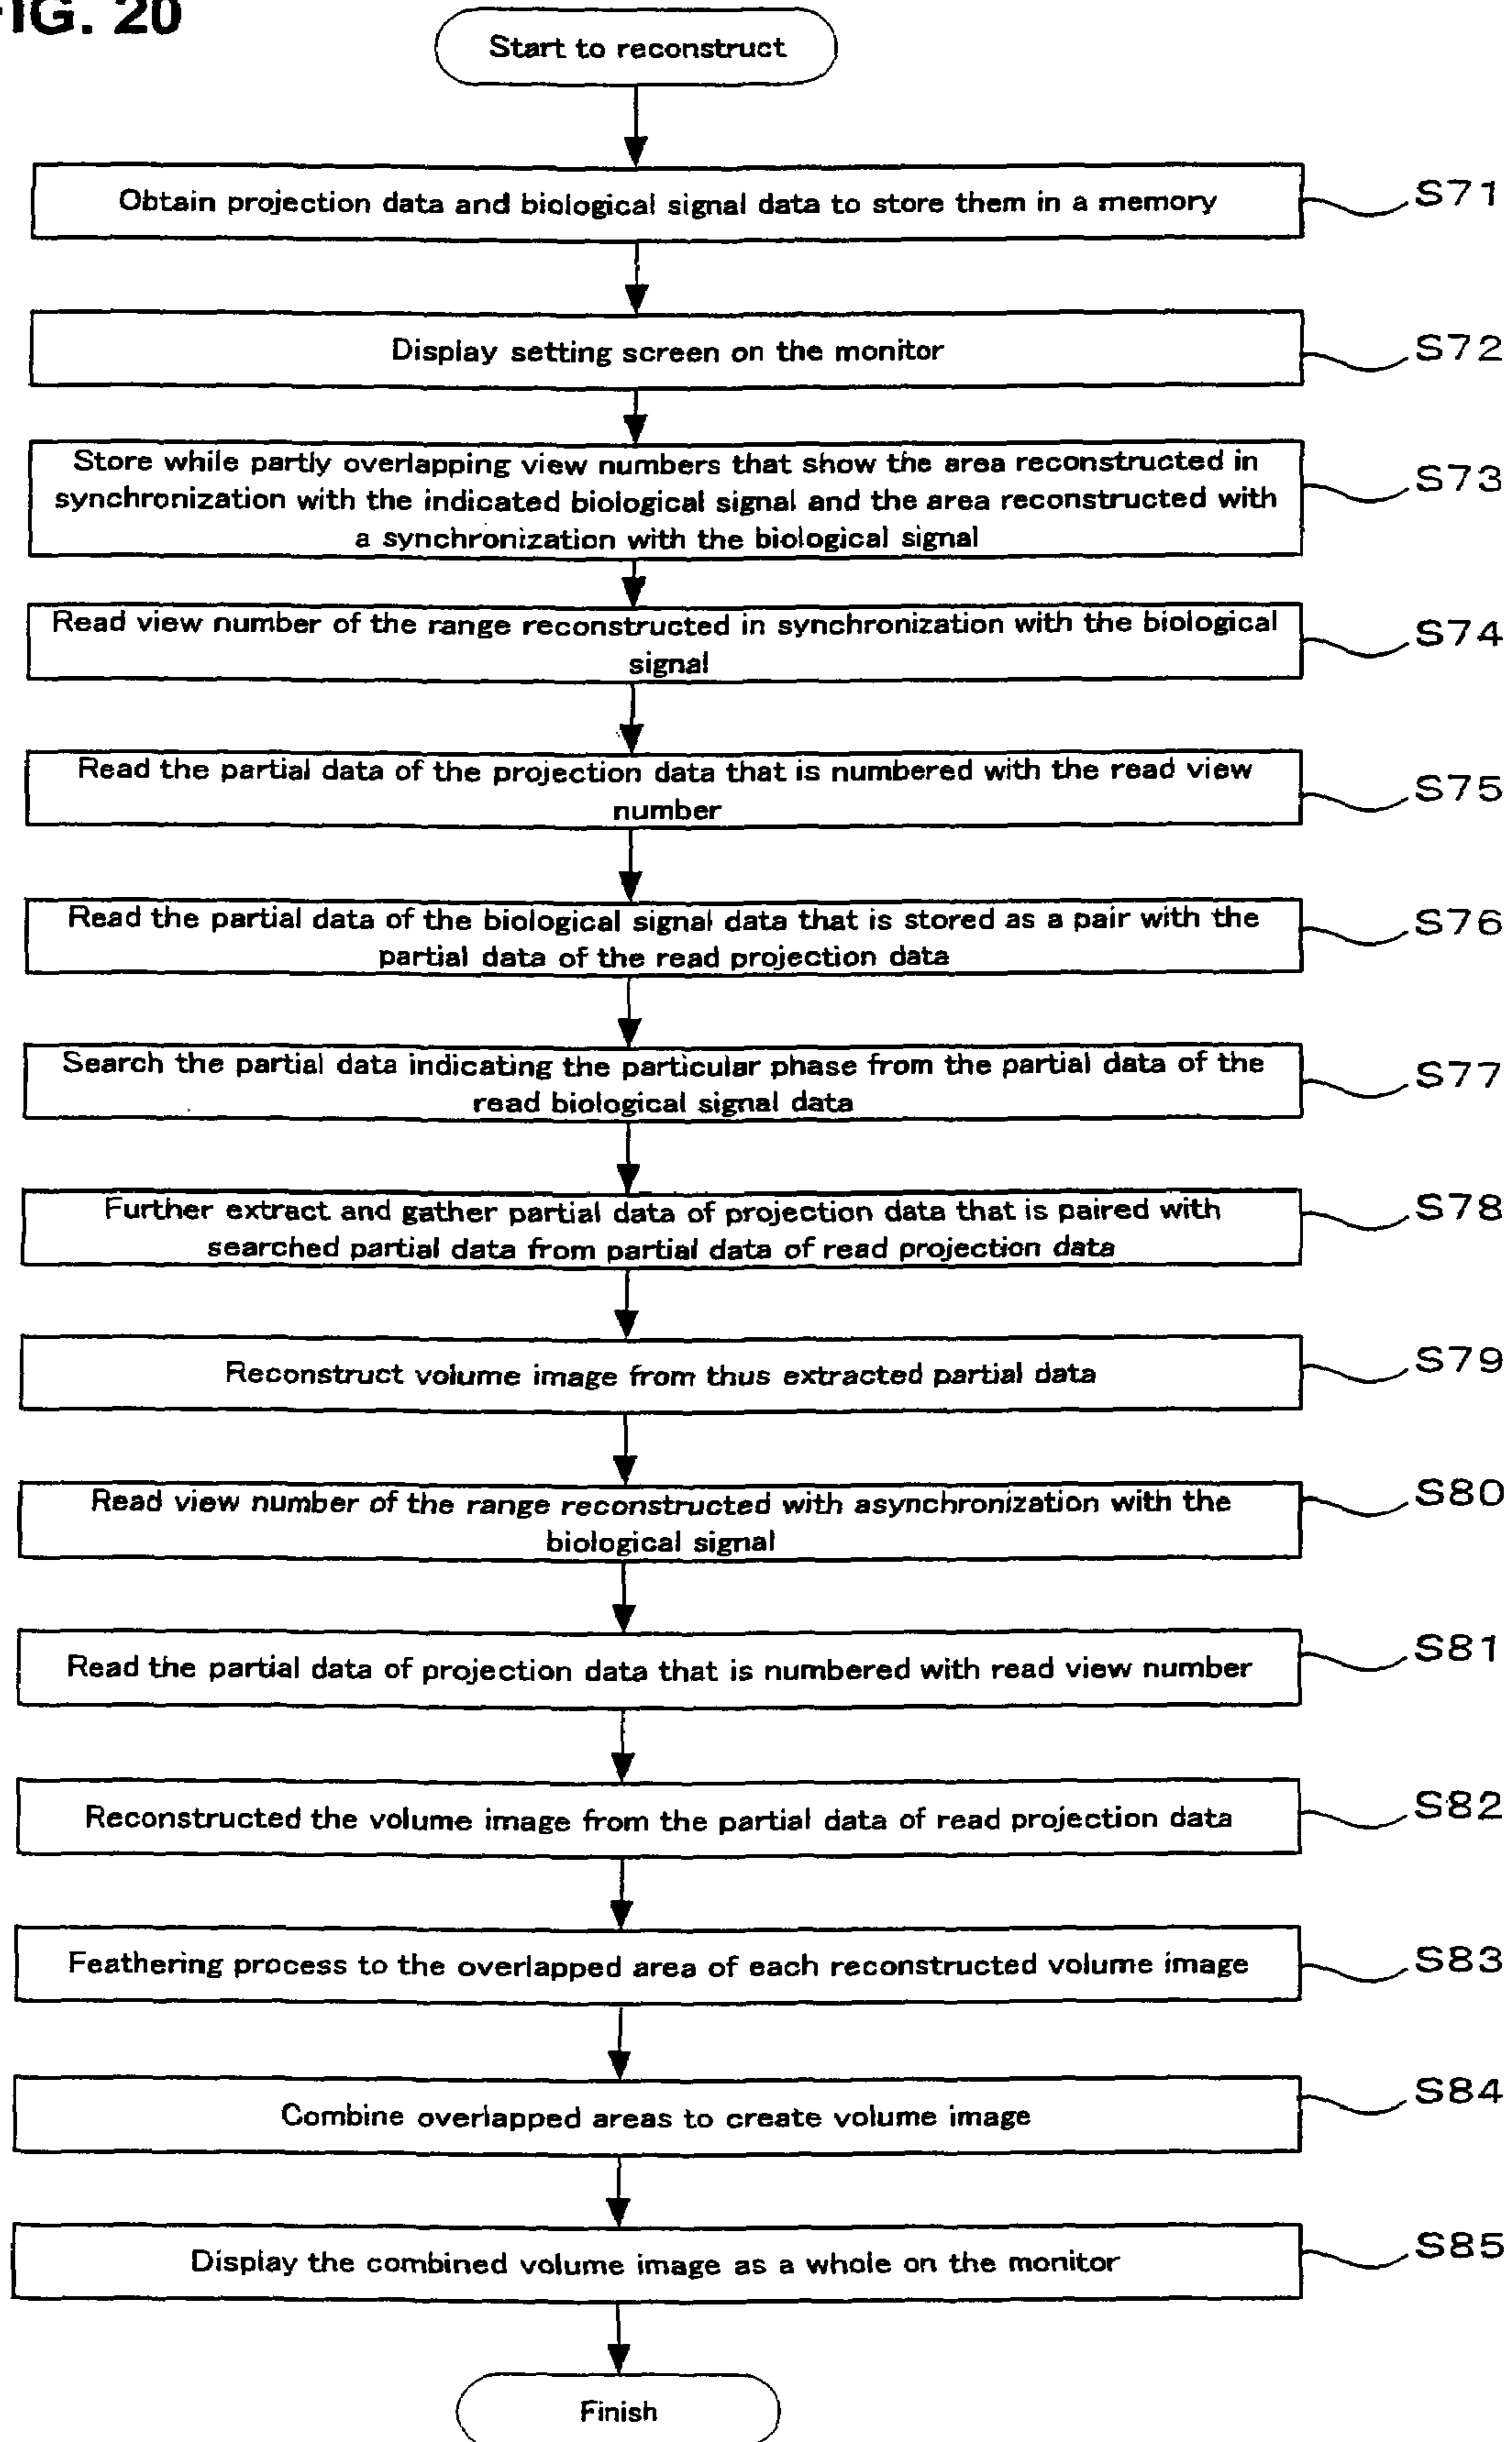 FIG. 20
Start to reconstruct
Obtain projection data and biological signal data to store them in a memory
S71
Display setting screen on the monitor
S72
Store while partly overlapping view numbers that show the area reconstructed in
synchronization with the indicated biological signal and the area reconstructed with
a synchronization with the biological signal
S73
Read view number of the range reconstructed in synchronization with the biological
signal
S74
Read the partial data of the projection data that is numbered with the read view
number
S75
Read the partial data of the biological signal data that is stored as a pair with the
partial data of the read projection data
S76
Search the partial data indicating the particular phase from the partial data of the
read biological signal data
S77
Further extract and gather partial data of projection data that is paired with
searched partial data from partial data of read projection data
S78
Reconstruct volume image from thus extracted partial data
S79
Read view number of the range reconstructed with asynchronization with the
biological signal
S80
Read the partial data of projection data that is numbered with read view number
S81
Reconstructed the volume image from the partial data of read projection data
S82
Feathering process to the overlapped area of each reconstructed volume image
S83
Combine overlapped areas to create volume image
S84
Display the combined volume image as a whole on the monitor
S85
Finish